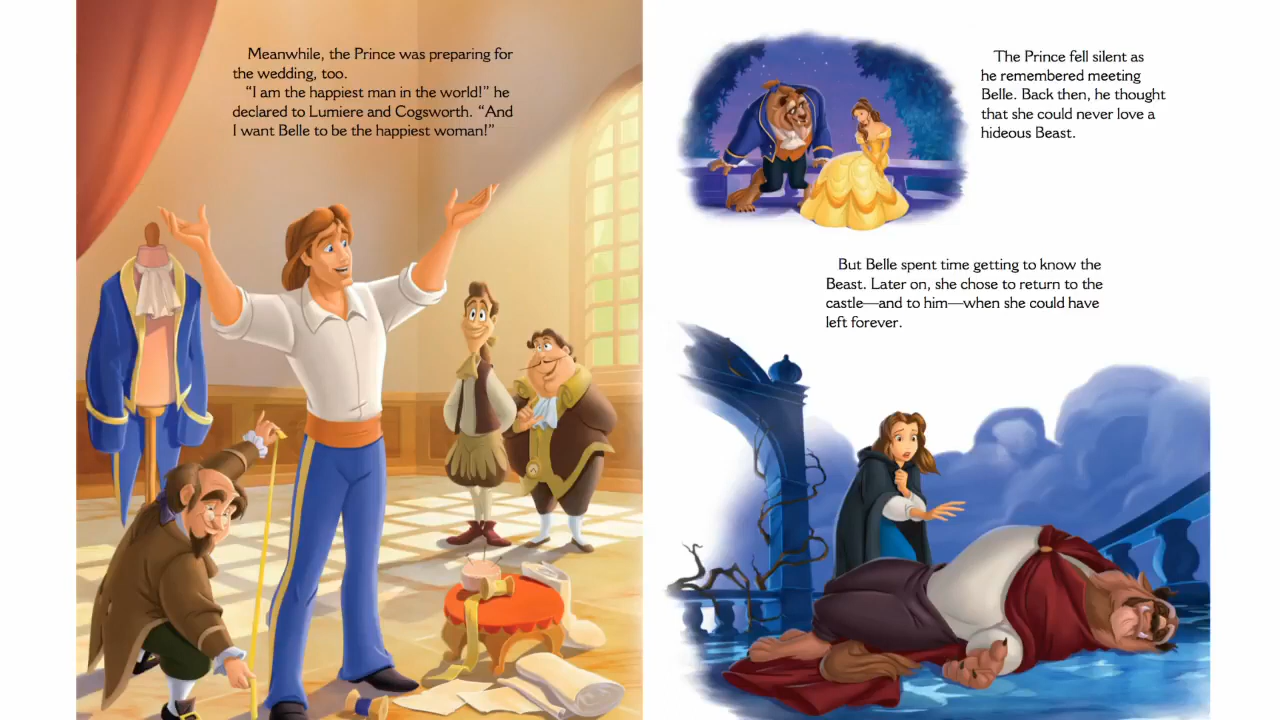 Meanwhile, the Prince was preparing for
the wedding, too.
“I am the happiest man in the world!” he
declared to Lumiere and Cogsworth. “And
I want Belle to be the happiest woman!”
The Prince fell silent as
he remembered meeting
Belle. Back then, he thought
that she could never love a
hideous Beast.
But Belle spent time getting to know the
Beast. Later on, she chose to return to the
castle—and to him—when she could have
left forever.